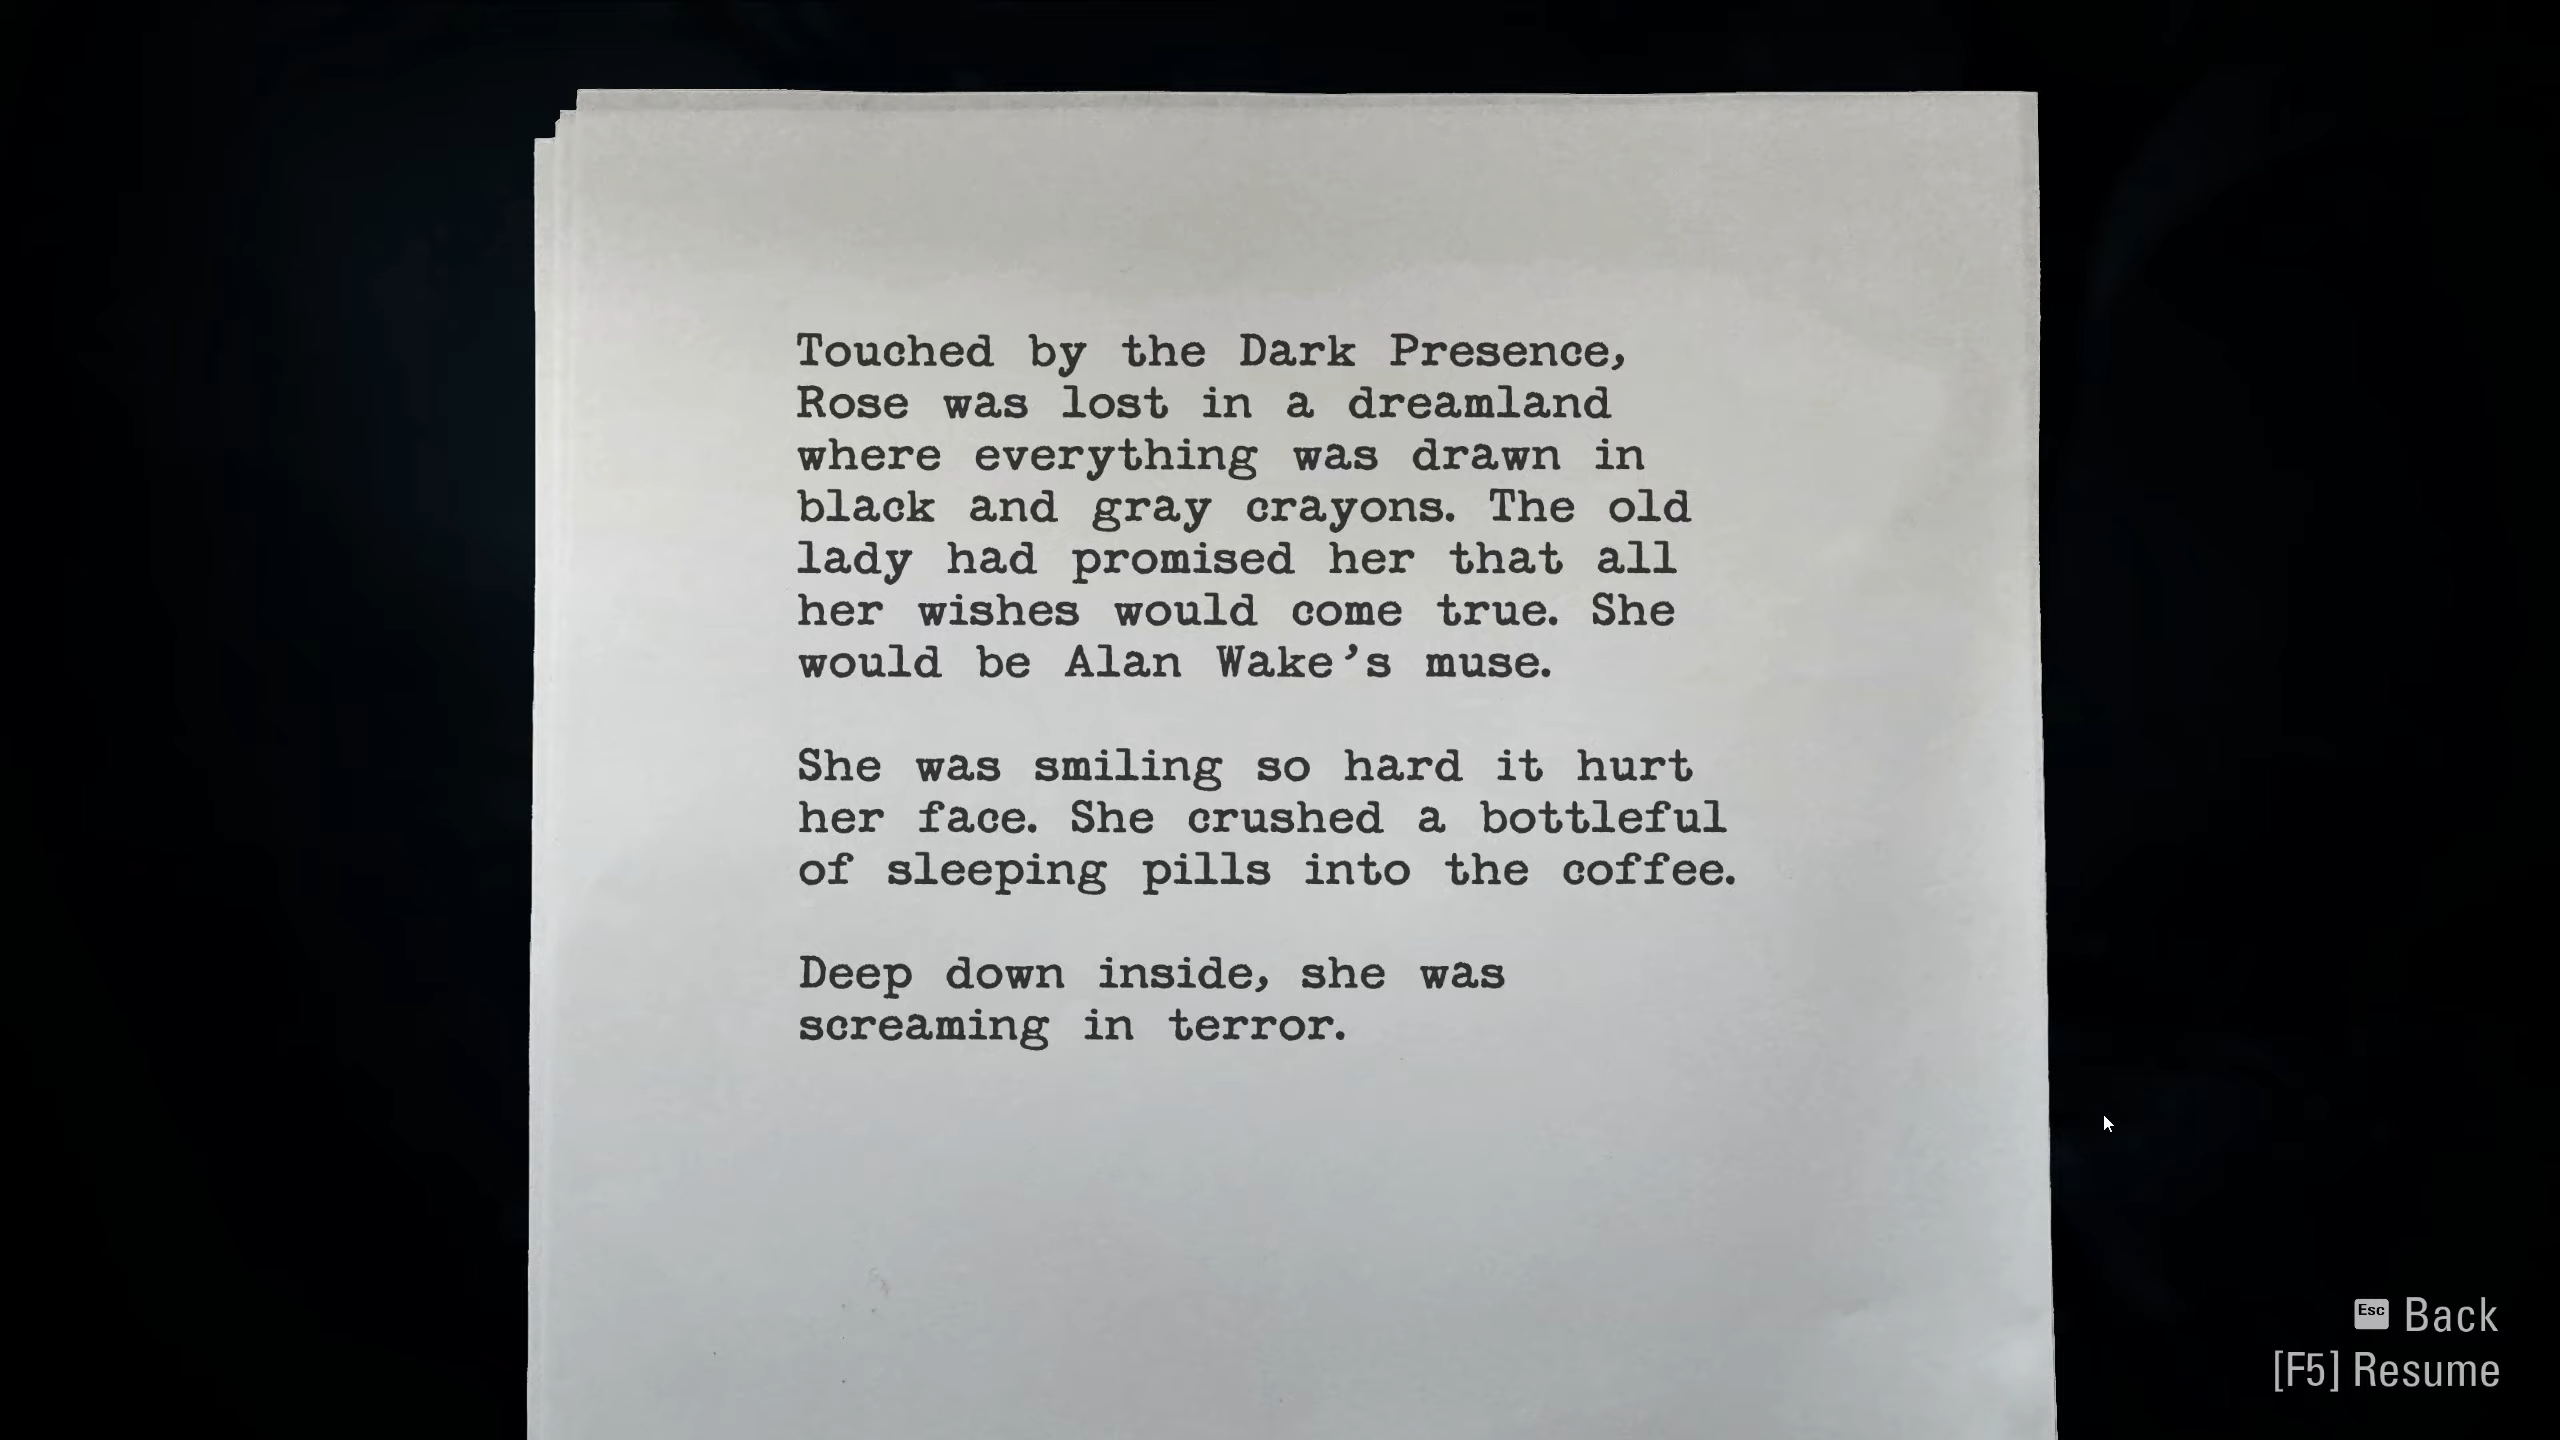 Touched by the Dark Presence,
Rose was lost in a dreamland
where everything was drawn in
black and gray crayons. The old
lady had promised her that all
her wishes would come true. She
would be Alan Wake’s muse.
She was smiling so hard it hurt
her face. She crushed a bottleful
of sleeping pills into the coffee.
Deep down inside, she was
screaming in terror.
Esc Back
[F5] Resume